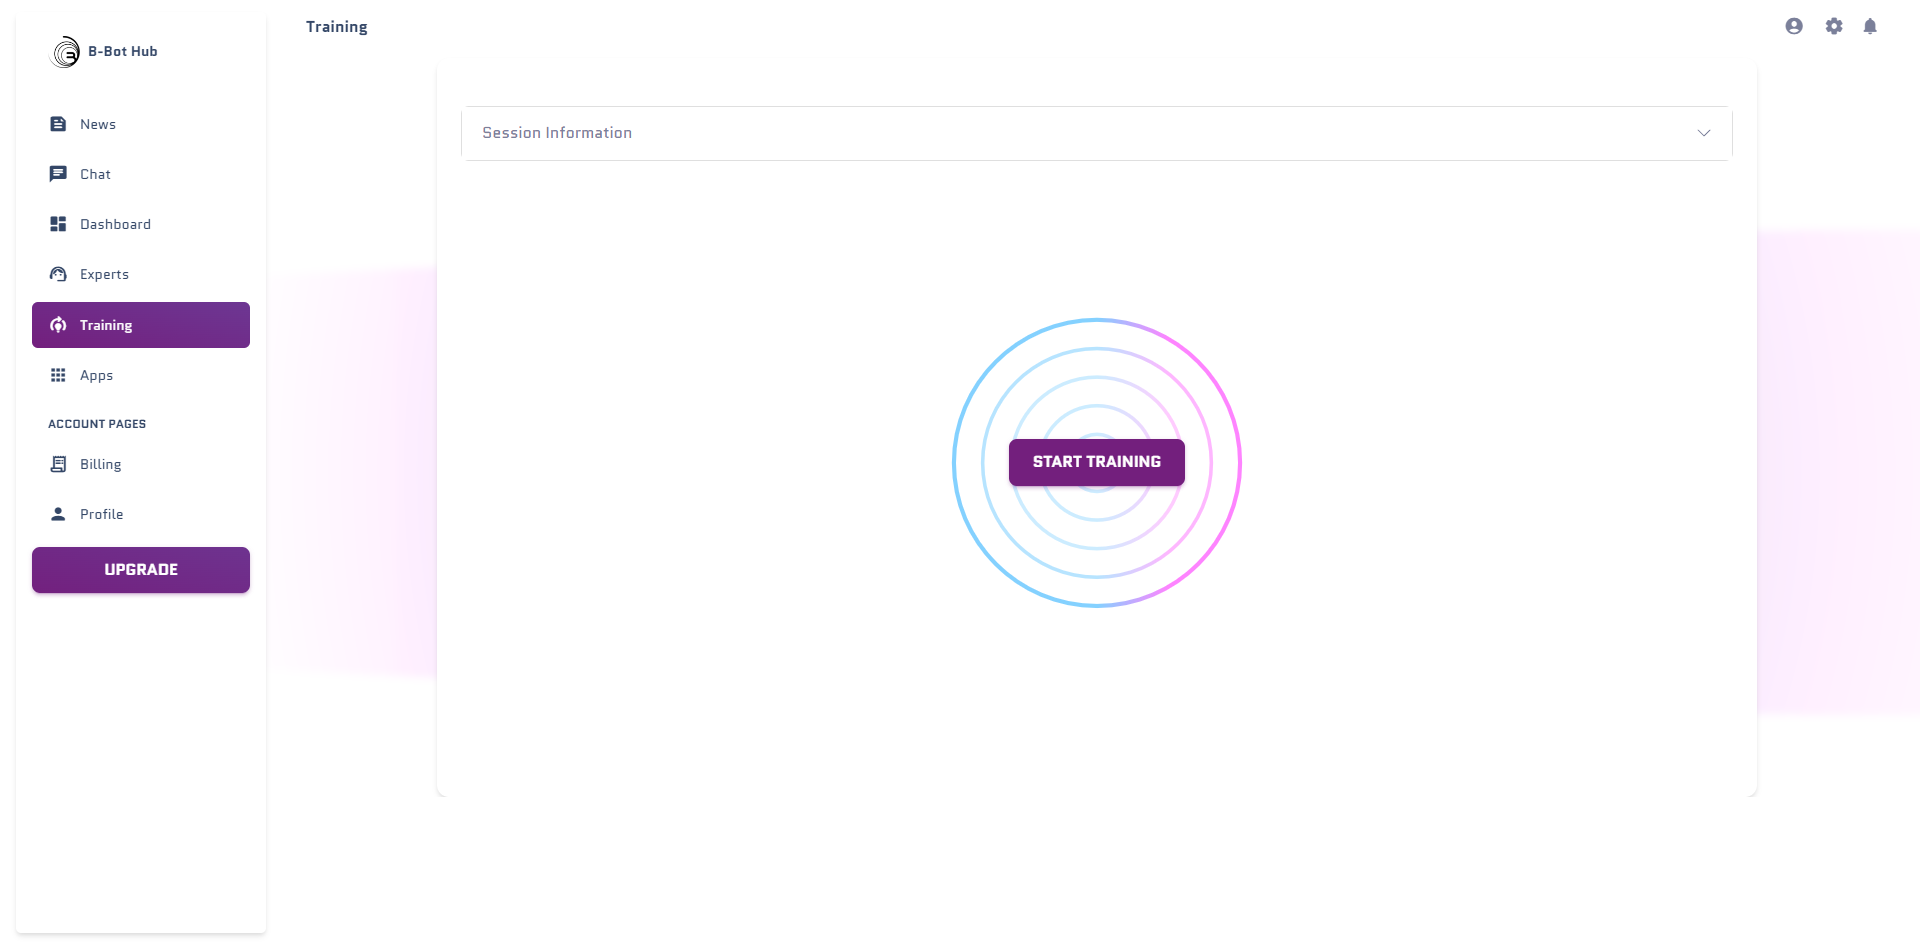 B-Bot Hub
News
Chat
Dashboard
Experts
Training
Apps
ACCOUNT PAGES
Billing
Profile
UPGRADE
Training
Session Information
START TRAINING